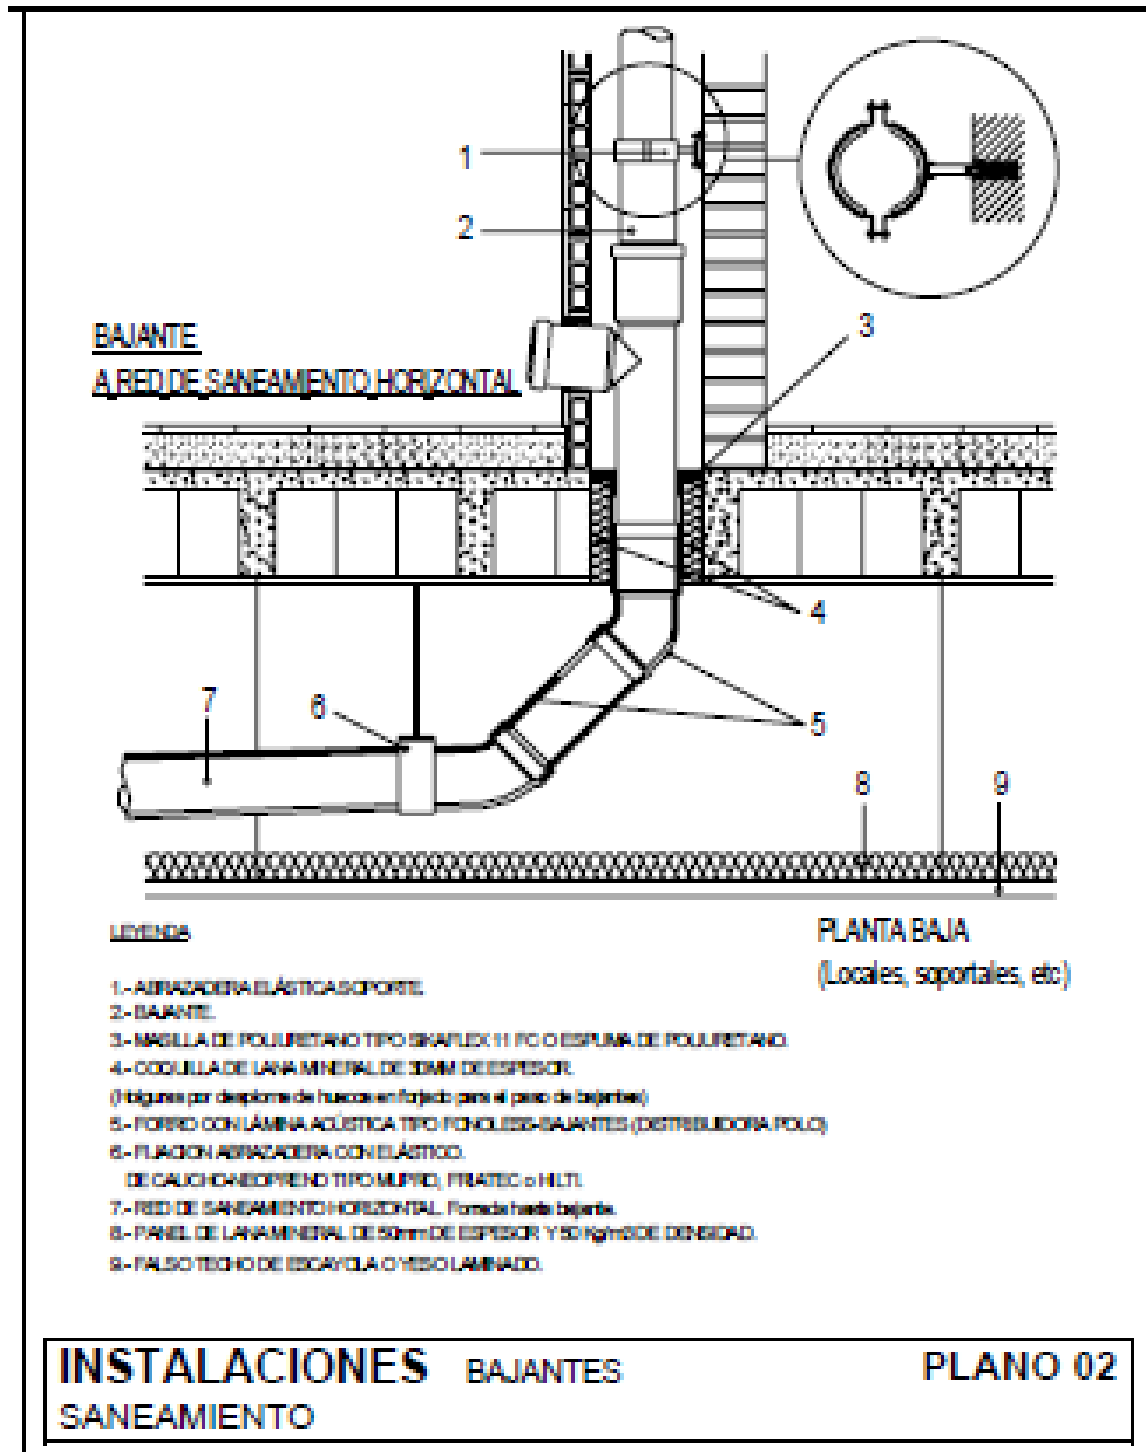 1
2
BAJANTE
A RED DE SANEAMIENTO HORIZONTAL
3
4
5
6
7
8
9
PLANTA BAJA
(Locales, soportales, etc)
LEYENDA
1.- ABRAZADERA ELÁSTICA SOPORTE.
2.- BAJANTE.
3.- MASILLA DE POLIURETANO TIPO SIKAFLEX 11 FC O ESPUMA DE POLIURETANO.
4.- COQUILLA DE LANA MINERAL DE 30MM DE ESPESOR.
(Holguras por desplome de huecos en forjado para el paso de bajantes)
5.- FORRO CON LÁMINA ACÚSTICA TIPO FONOLESS-BAJANTES (DISTRIBUIDORA POLO)
6.- FIJACION ABRAZADERA CON ELÁSTICO.
DE CAUCHO-NEOPRENO TIPO MUPRO, FRIATEC o HILTI.
7.- RED DE SANEAMIENTO HORIZONTAL. Forrada hasta bajante.
8.- PANEL DE LANA MINERAL DE 50mm DE ESPESOR Y 50 Kg/m3 DE DENSIDAD.
9.- FALSO TECHO DE ESCAYOLA O YESO LAMINADO.
INSTALACIONES BAJANTES PLANO 02
SANEAMIENTO